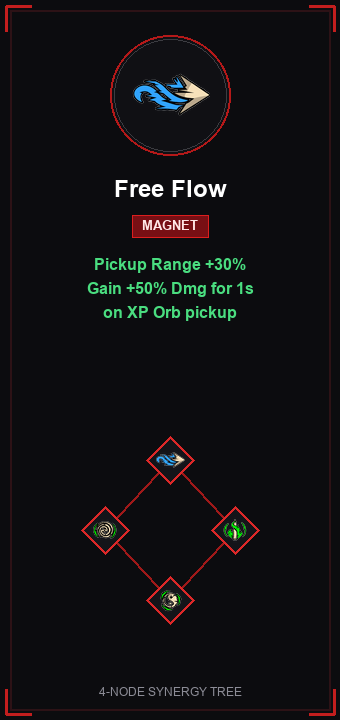 Free Flow
MAGNET
Pickup Range +30%
Gain +50% Dmg for 1s
on XP Orb pickup
4-NODE SYNERGY TREE